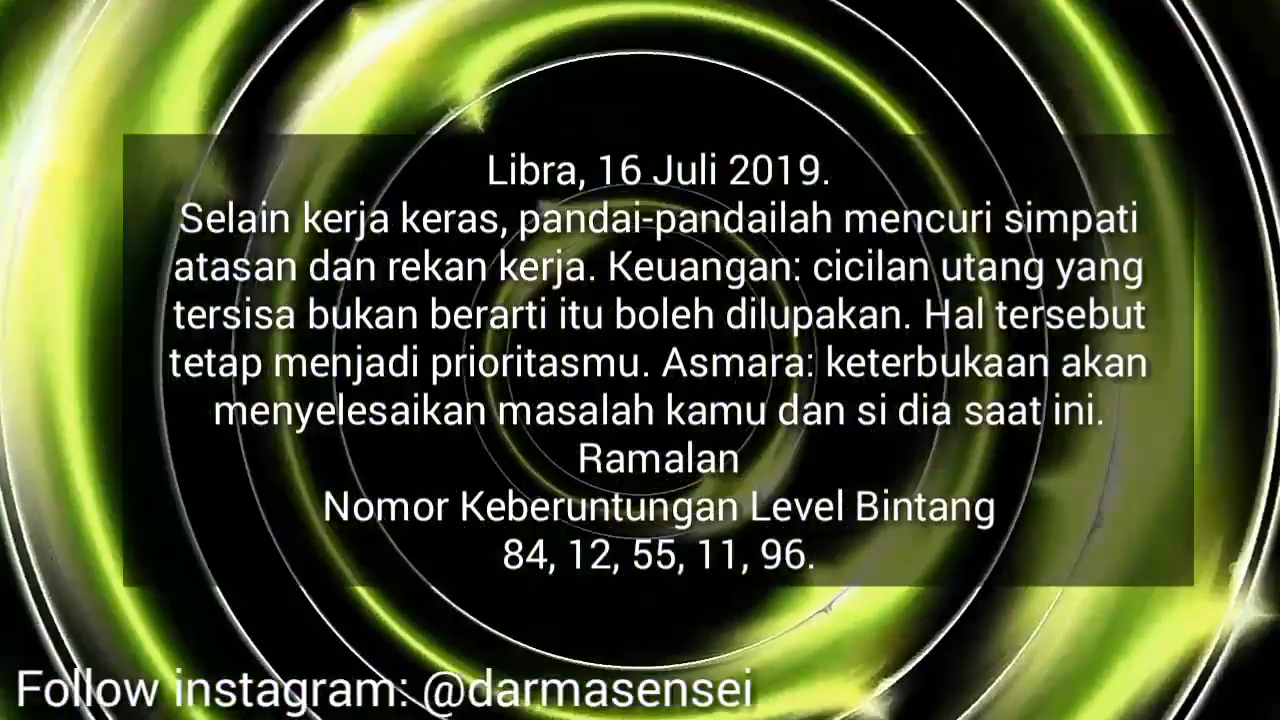 Libra, 16 Juli 2019.
Selain kerja keras, pandai-pandailah mencuri simpati
atasan dan rekan kerja. Keuangan: cicilan utang yang
tersisa bukan berarti itu boleh dilupakan. Hal tersebut
tetap menjadi prioritasmu. Asmara: keterbukaan akan
menyelesaikan masalah kamu dan si dia saat ini.
Ramalan
Nomor Keberuntungan Level Bintang
84, 12, 55, 11, 96.
Follow instagram: @darmasensei